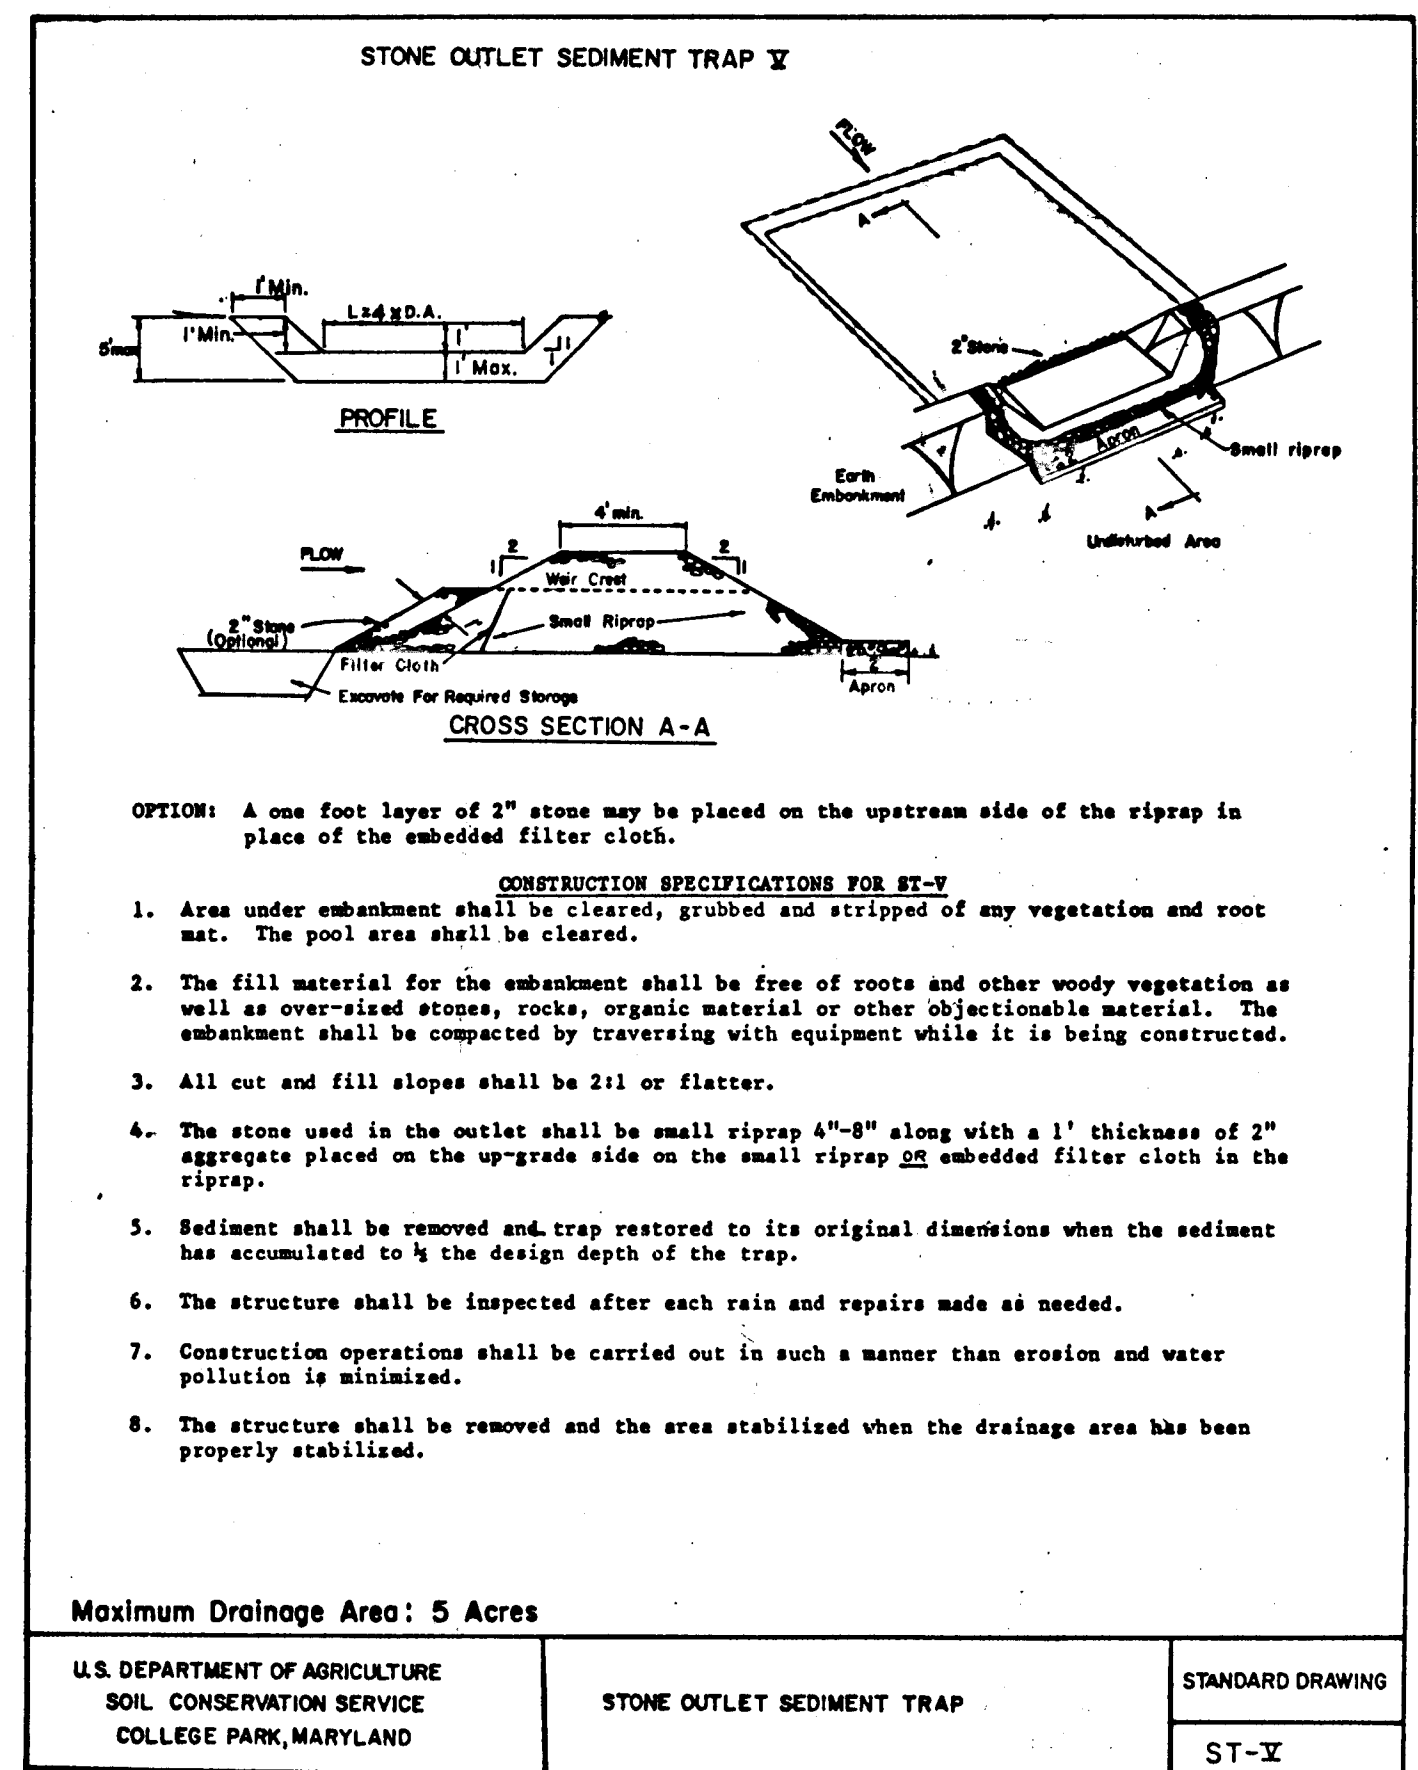 STONE OUTLET SEDIMENT TRAP V
FLOW
A
1' Min.
L=4 x D.A.
1' Min.
5' max
1'
1' Max.
1
1
PROFILE
2" Stone
Apron
Small riprap
Earth
Embankment
A
Undisturbed Area
4' min.
FLOW
2
1
2
1
Weir Crest
2" Stone
(Optional)
Small Riprap
Filter Cloth
2'
Apron
Excavate For Required Storage
CROSS SECTION A-A
OPTION: A one foot layer of 2" stone may be placed on the upstream side of the riprap in
place of the embedded filter cloth.
CONSTRUCTION SPECIFICATIONS FOR ST-V
1. Area under embankment shall be cleared, grubbed and stripped of any vegetation and root
mat. The pool area shall be cleared.
2. The fill material for the embankment shall be free of roots and other woody vegetation as
well as over-sized stones, rocks, organic material or other objectionable material. The
embankment shall be compacted by traversing with equipment while it is being constructed.
3. All cut and fill slopes shall be 2:1 or flatter.
4. The stone used in the outlet shall be small riprap 4"-8" along with a 1' thickness of 2"
aggregate placed on the up-grade side on the small riprap OR embedded filter cloth in the
riprap.
5. Sediment shall be removed and trap restored to its original dimensions when the sediment
has accumulated to ½ the design depth of the trap.
6. The structure shall be inspected after each rain and repairs made as needed.
7. Construction operations shall be carried out in such a manner than erosion and water
pollution is minimized.
8. The structure shall be removed and the area stabilized when the drainage area has been
properly stabilized.
Maximum Drainage Area: 5 Acres
U.S. DEPARTMENT OF AGRICULTURE
SOIL CONSERVATION SERVICE
COLLEGE PARK, MARYLAND
STONE OUTLET SEDIMENT TRAP
STANDARD DRAWING
ST-V